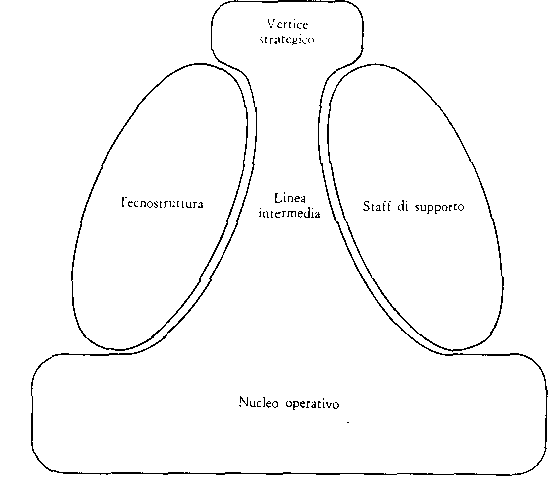 Vertice
strategico
Tecnostruttura
Linea
intermedia
Staff di supporto
Nucleo operativo